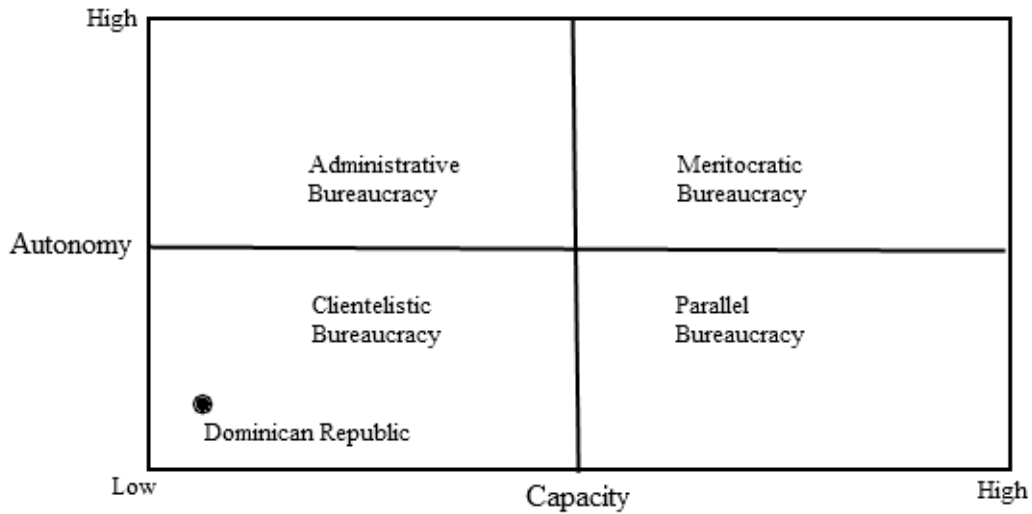 High
Administrative
Bureaucracy
Meritocratic
Bureaucracy
Autonomy
Clientelistic
Bureaucracy
Parallel
Bureaucracy
Dominican Republic
Low
Capacity
High